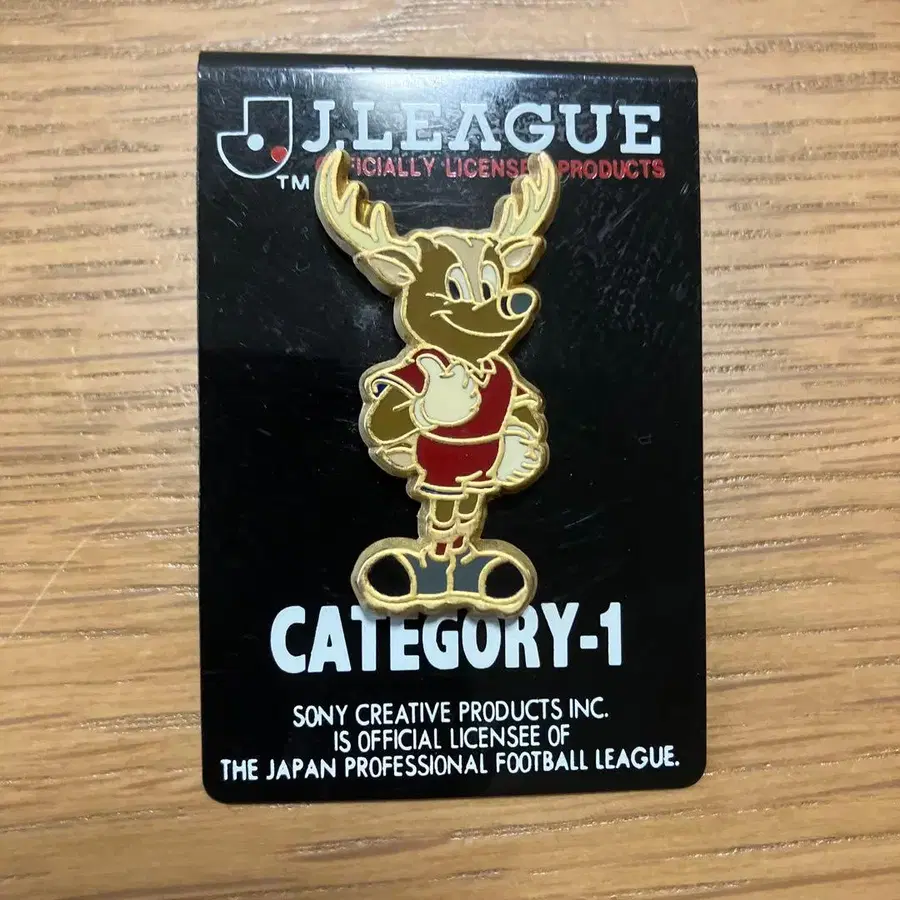 J.LEAGUE
TM OFFICIALLY LICENSED PRODUCTS
CATEGORY-1
SONY CREATIVE PRODUCTS INC.
IS OFFICIAL LICENSEE OF
THE JAPAN PROFESSIONAL FOOTBALL LEAGUE.